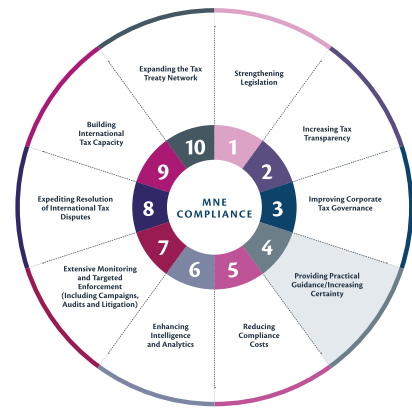 MNE
COMPLIANCE
1
Strengthening
Legislation
2
Increasing Tax
Transparency
3
Improving Corporate
Tax Governance
4
Providing Practical
Guidance/Increasing
Certainty
5
Reducing
Compliance
Costs
6
Enhancing
Intelligence
and Analytics
7
Extensive Monitoring
and Targeted
Enforcement
(Including Campaigns,
Audits and Litigation)
8
Expediting Resolution
of International Tax
Disputes
9
Building
International
Tax Capacity
10
Expanding the Tax
Treaty Network